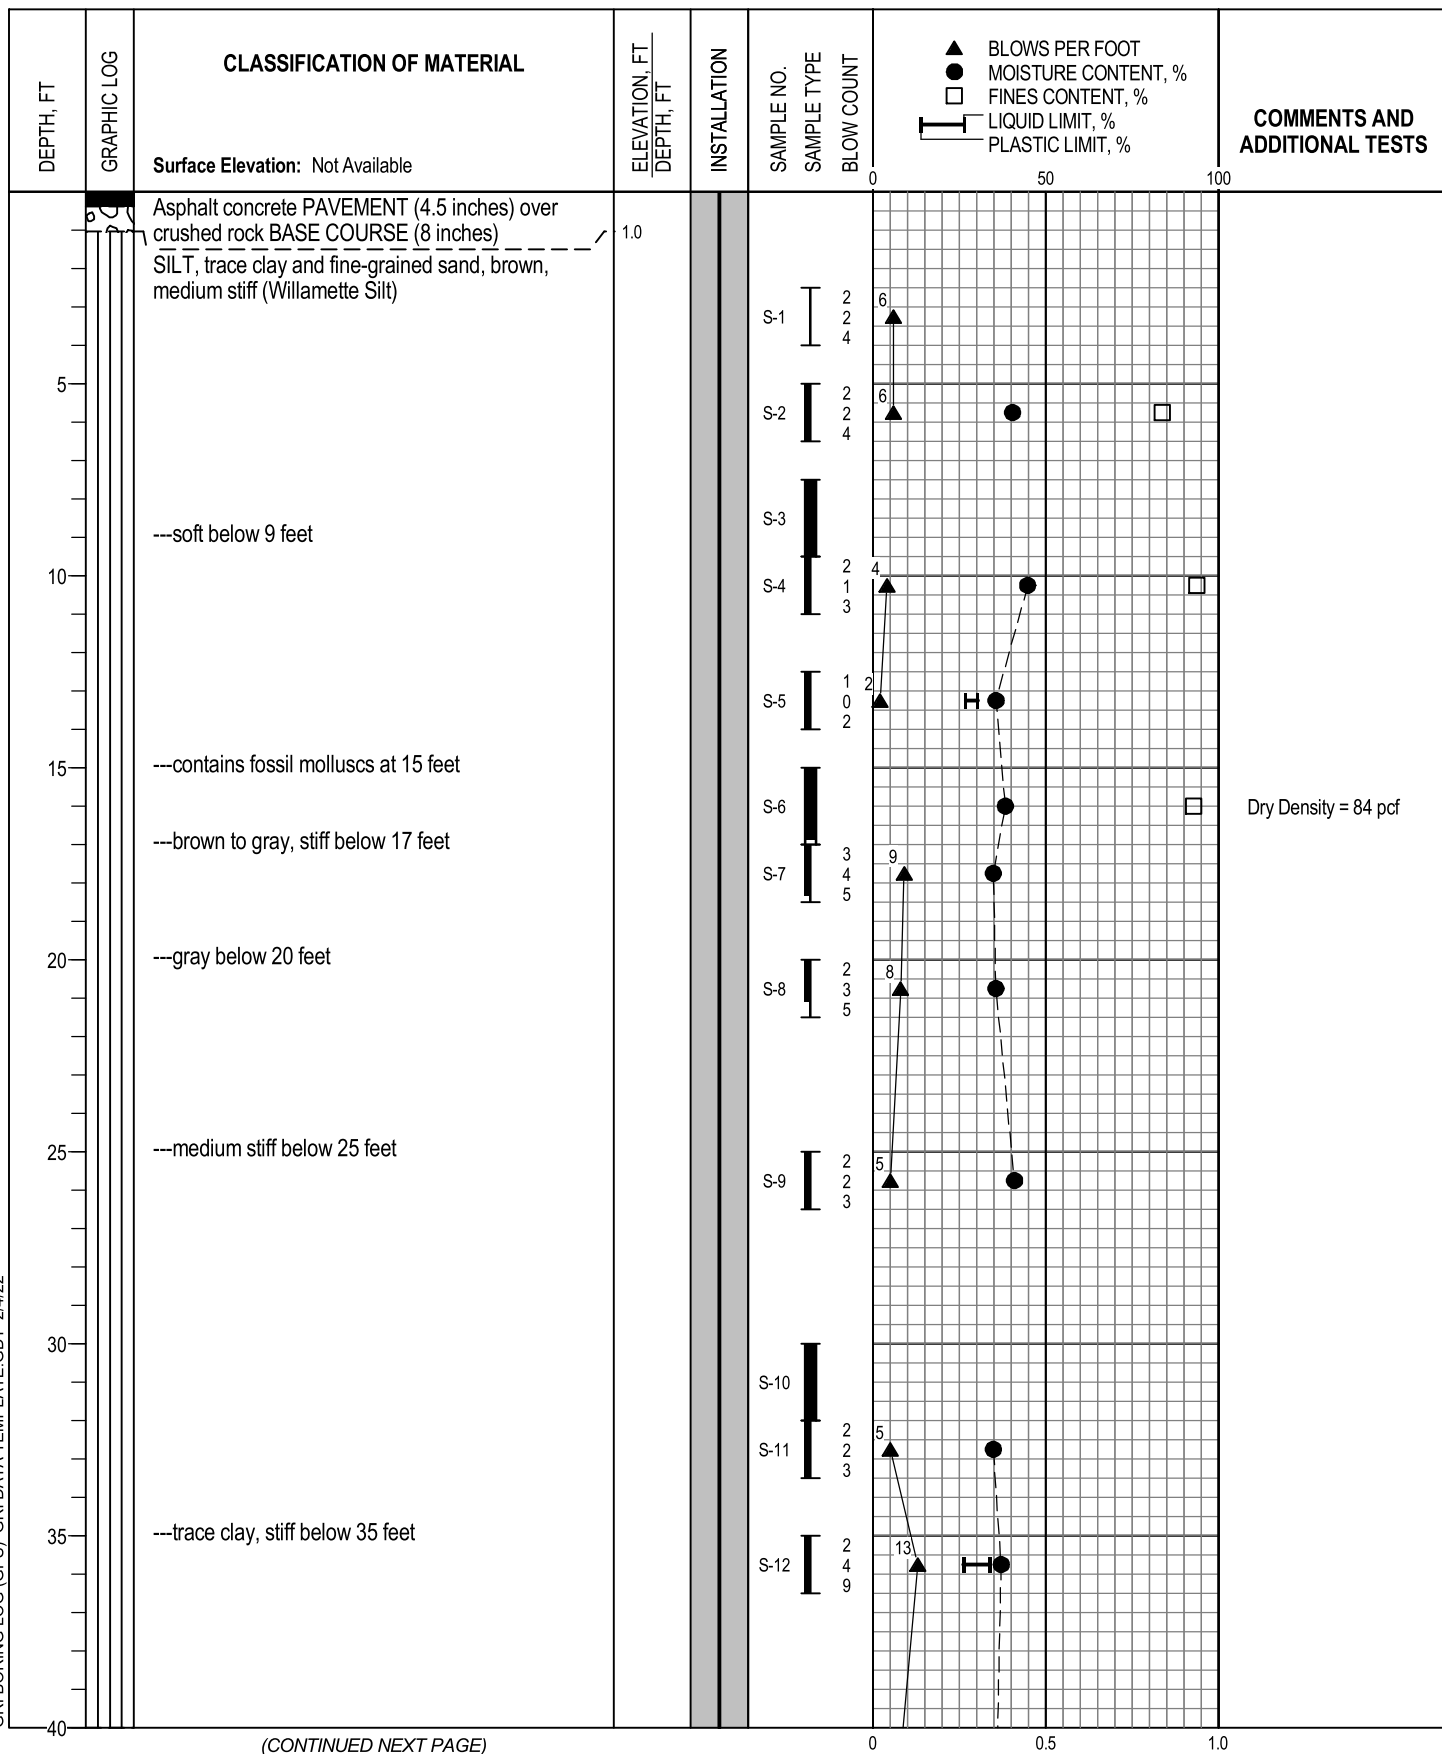 DEPTH, FT
GRAPHIC LOG
CLASSIFICATION OF MATERIAL
Surface Elevation: Not Available
ELEVATION, FT
DEPTH, FT
INSTALLATION
SAMPLE NO.
SAMPLE TYPE
BLOW COUNT
BLOWS PER FOOT
MOISTURE CONTENT, %
FINES CONTENT, %
LIQUID LIMIT, %
PLASTIC LIMIT, %
0 50 100
COMMENTS AND
ADDITIONAL TESTS
Asphalt concrete PAVEMENT (4.5 inches) over
crushed rock BASE COURSE (8 inches)
1.0
SILT, trace clay and fine-grained sand, brown,
medium stiff (Willamette Silt)
S-1
2
2
4
6
5
S-2
2
2
4
6
S-3
---soft below 9 feet
10
S-4
2
1
3
4
S-5
1
0
2
2
15
---contains fossil molluscs at 15 feet
S-6
Dry Density = 84 pcf
---brown to gray, stiff below 17 feet
S-7
3
4
5
9
20
---gray below 20 feet
S-8
2
3
5
8
25
---medium stiff below 25 feet
S-9
2
2
3
5
30
S-10
S-11
2
2
3
5
35
---trace clay, stiff below 35 feet
S-12
2
4
9
13
40
(CONTINUED NEXT PAGE)
0 0.5 1.0